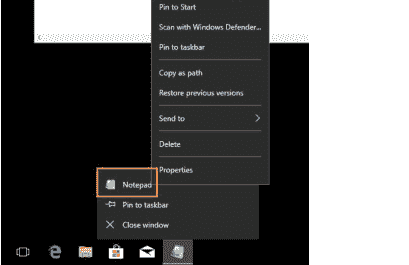 Pin to Start
Scan with Windows Defender...
Pin to taskbar
Copy as path
Restore previous versions
Send to
Delete
Properties
Notepad
Pin to taskbar
Close window